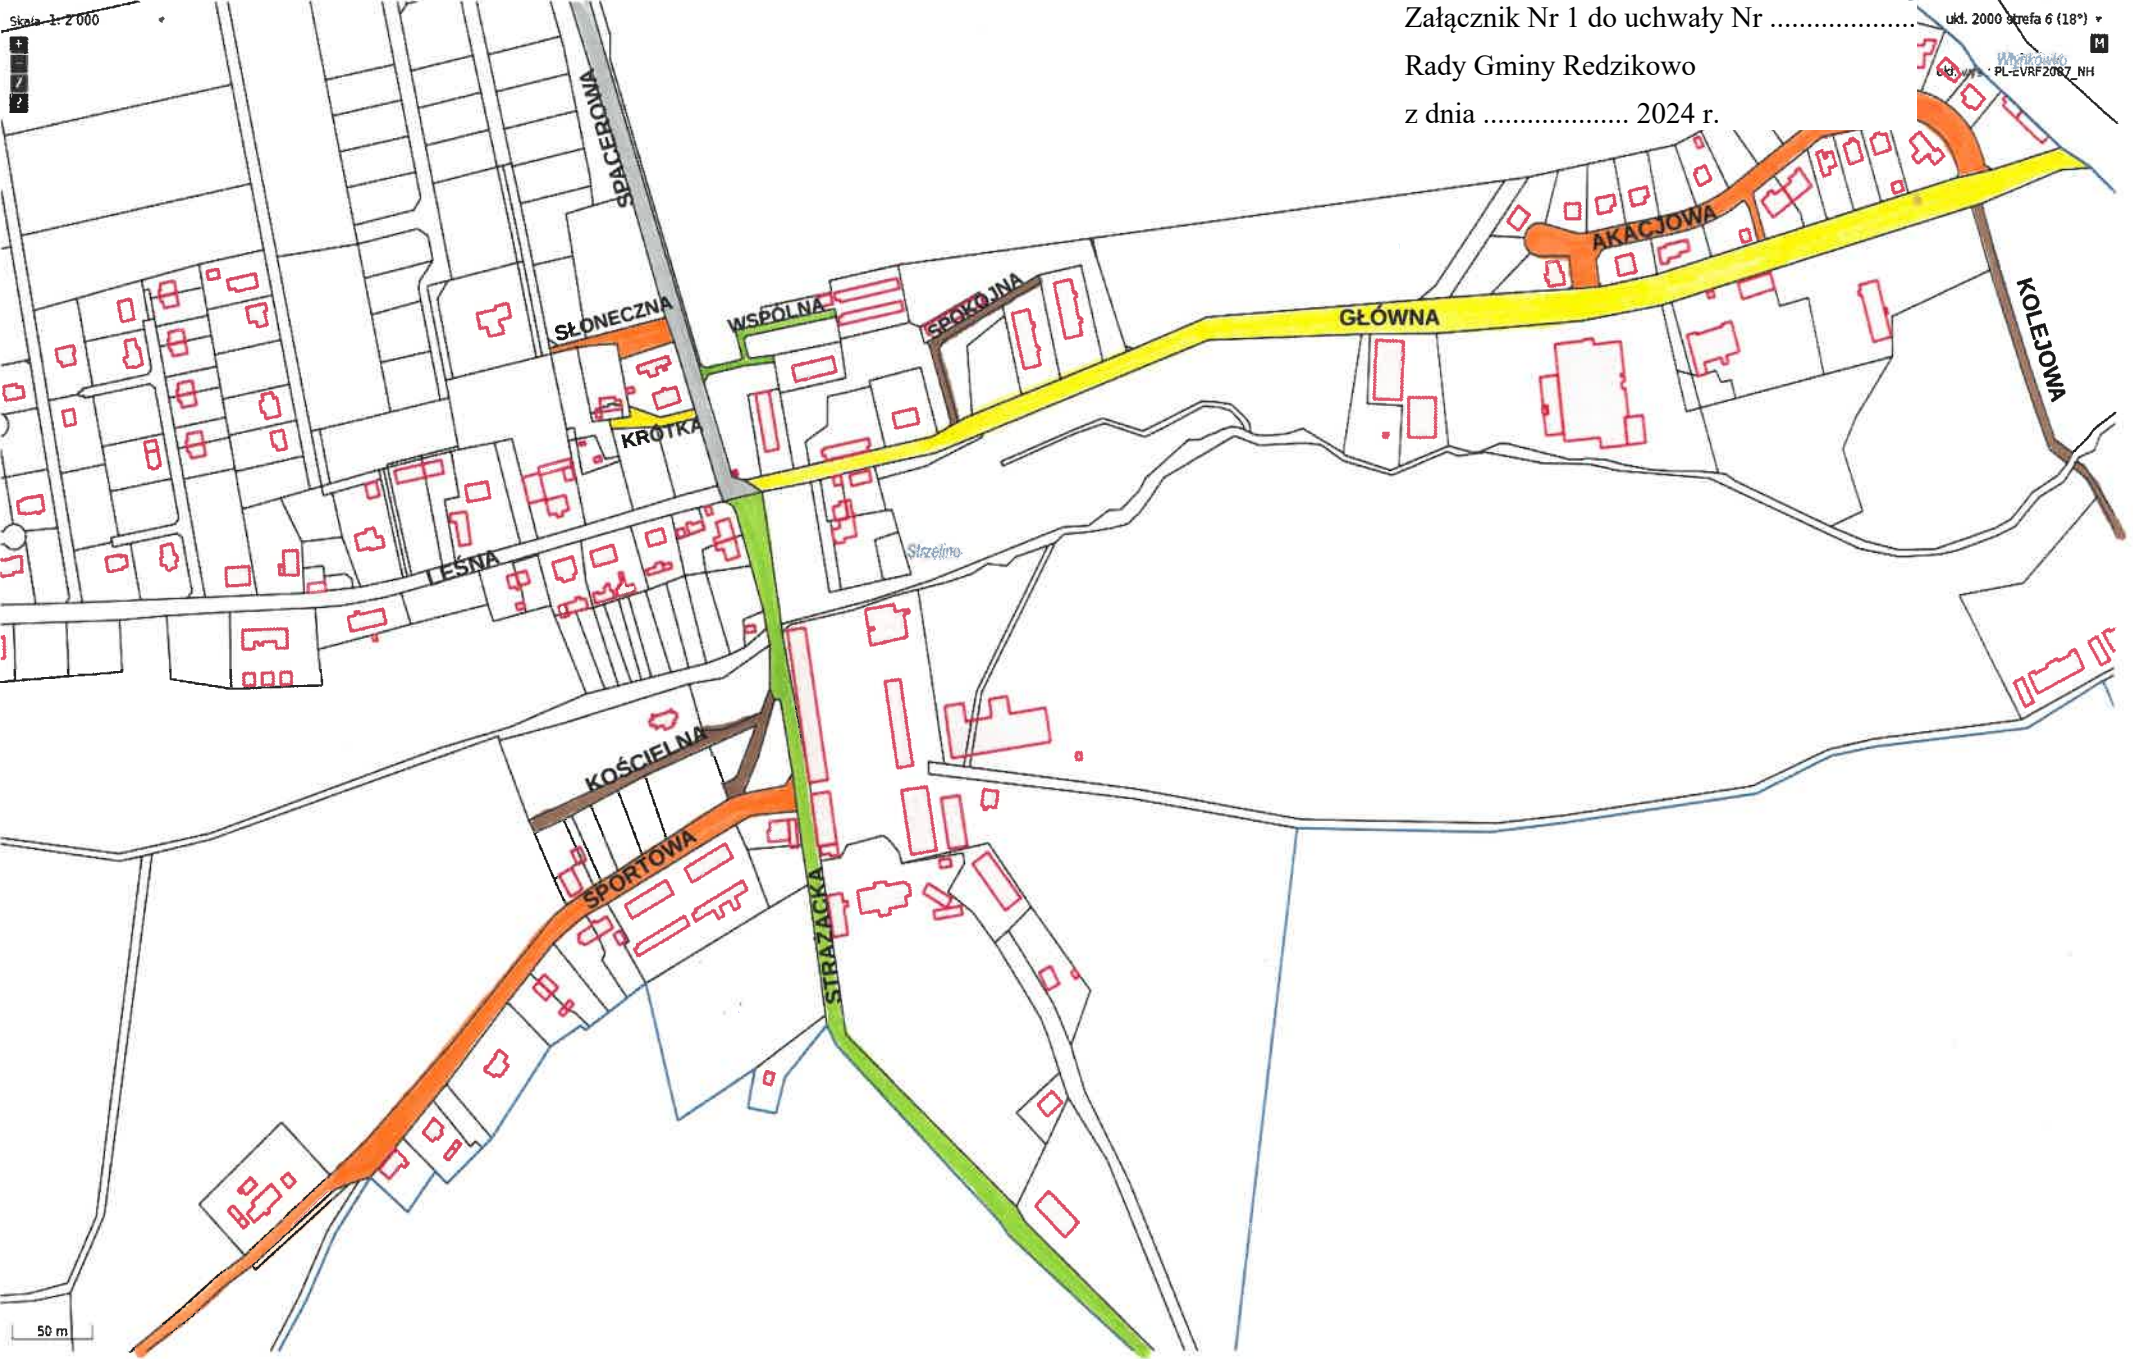 Skala 1: 2 000
Załącznik Nr 1 do uchwały Nr ....................
Rady Gminy Redzikowo
z dnia .................... 2024 r.
ukł. 2000 strefa 6 (18°)
M
PL-EVRF2007_NH
SPACEROWA
SŁONECZNA
WSPÓLNA
SPOKOJNA
AKACJOWA
GŁÓWNA
KOLEJOWA
KRÓTKA
LEŚNA
Strzelino
KOŚCIELNA
SPORTOWA
STRAŻACKA
50 m